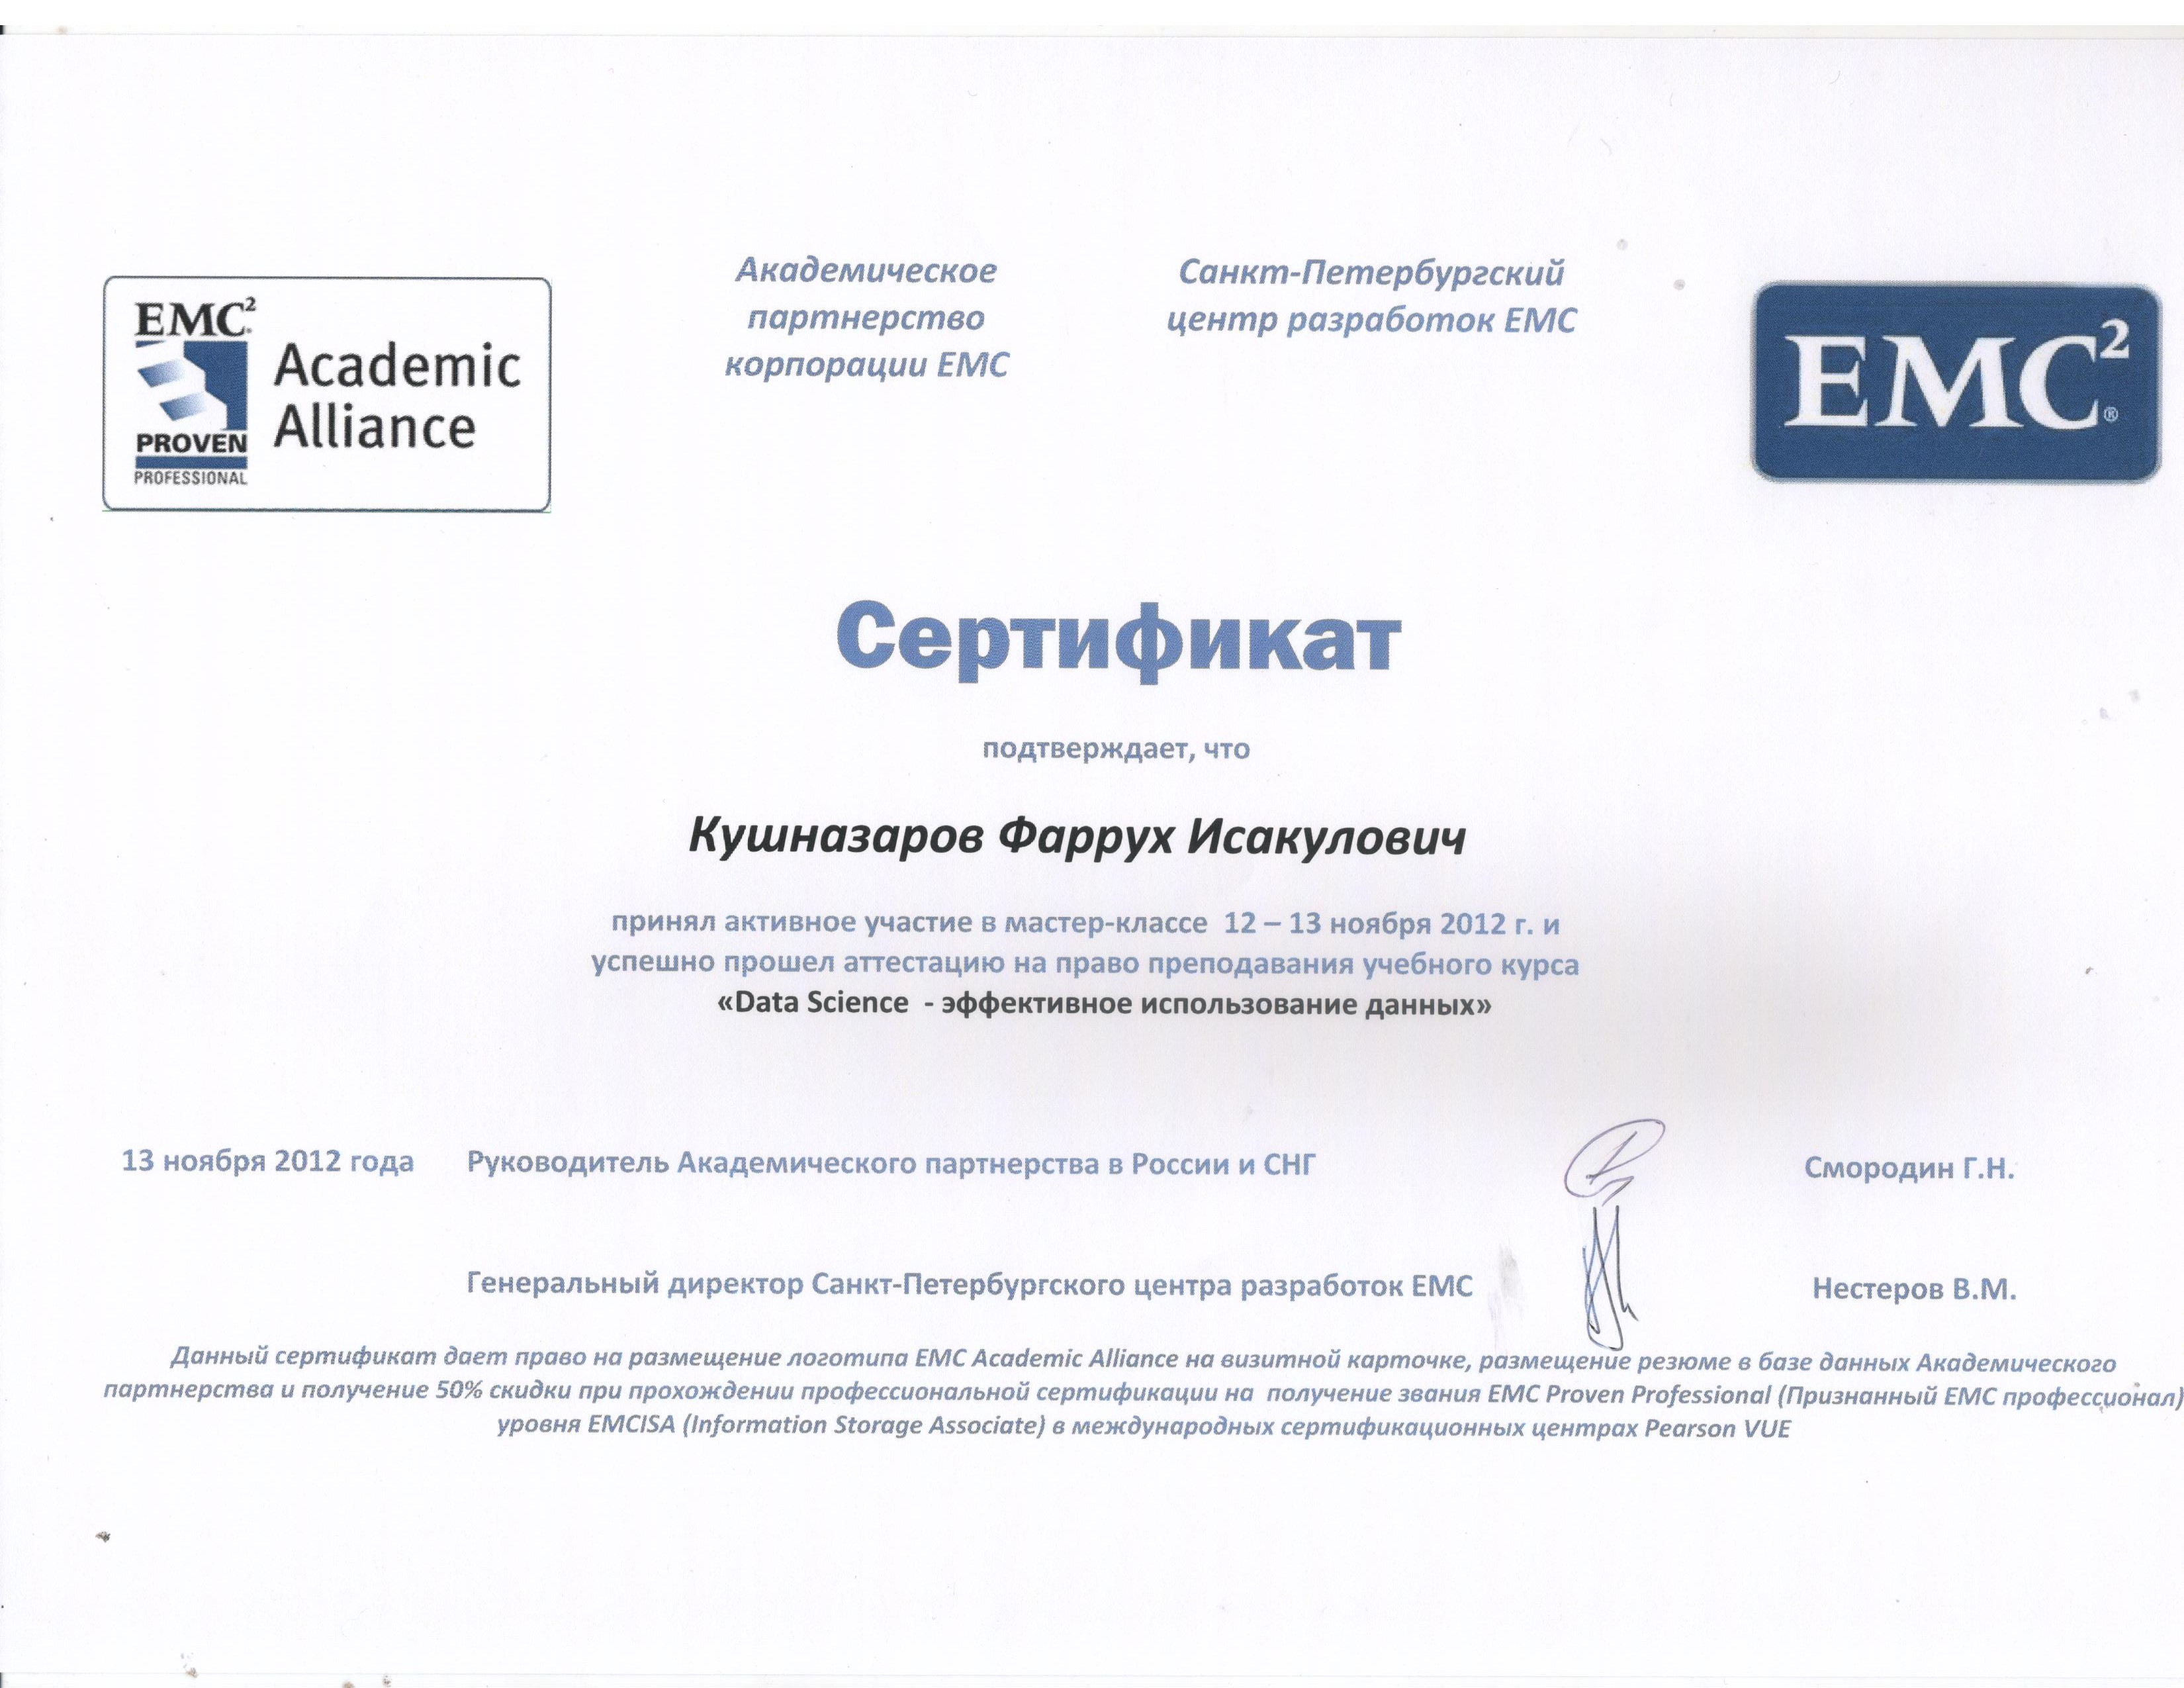 EMC²
Academic
Alliance
PROVEN
PROFESSIONAL
Академическое
партнерство
корпорации EMC
Санкт-Петербургский
центр разработок EMC
EMC²®
Сертификат
подтверждает, что
Кушназаров Фаррух Исакулович
принял активное участие в мастер-классе 12 – 13 ноября 2012 г. и
успешно прошел аттестацию на право преподавания учебного курса
«Data Science - эффективное использование данных»
13 ноября 2012 года Руководитель Академического партнерства в России и СНГ Смородин Г.Н.
Генеральный директор Санкт-Петербургского центра разработок EMC Нестеров В.М.
Данный сертификат дает право на размещение логотипа EMC Academic Alliance на визитной карточке, размещение резюме в базе данных Академического
партнерства и получение 50% скидки при прохождении профессиональной сертификации на получение звания EMC Proven Professional (Признанный EMC профессионал)
уровня EMCISA (Information Storage Associate) в международных сертификационных центрах Pearson VUE